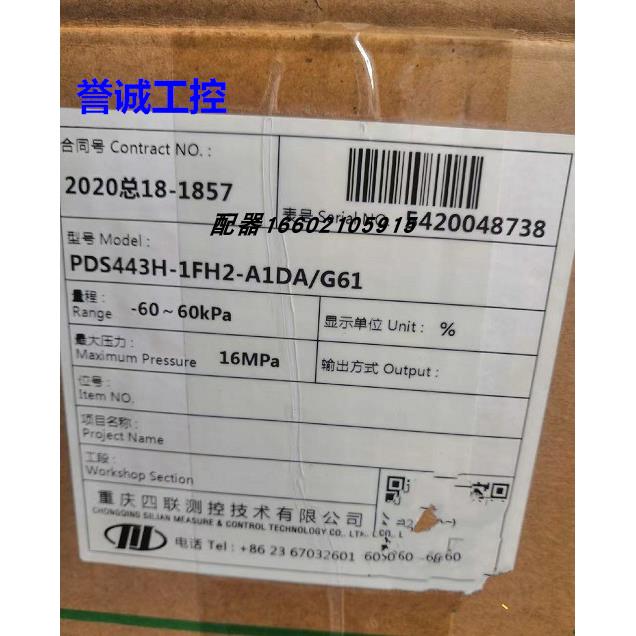 誉诚工控
合同号 Contract NO. :
2020总18-1857
表号 Serial NO. 5420048738
配器16602105915
型号 Model :
PDS443H-1FH2-A1DA/G61
量程 :
Range -60～60kPa
显示单位 Unit : %
最大压力 :
Maximum Pressure 16MPa
输出方式 Output :
位号 :
Item NO.
项目名称 :
Project Name
工段 :
Workshop Section
重庆四联测控技术有限公司
CHONGQING SILIAN MEASURE & CONTROL TECHNOLOGY CO., LTD.
电话 Tel : +86 23 67032601